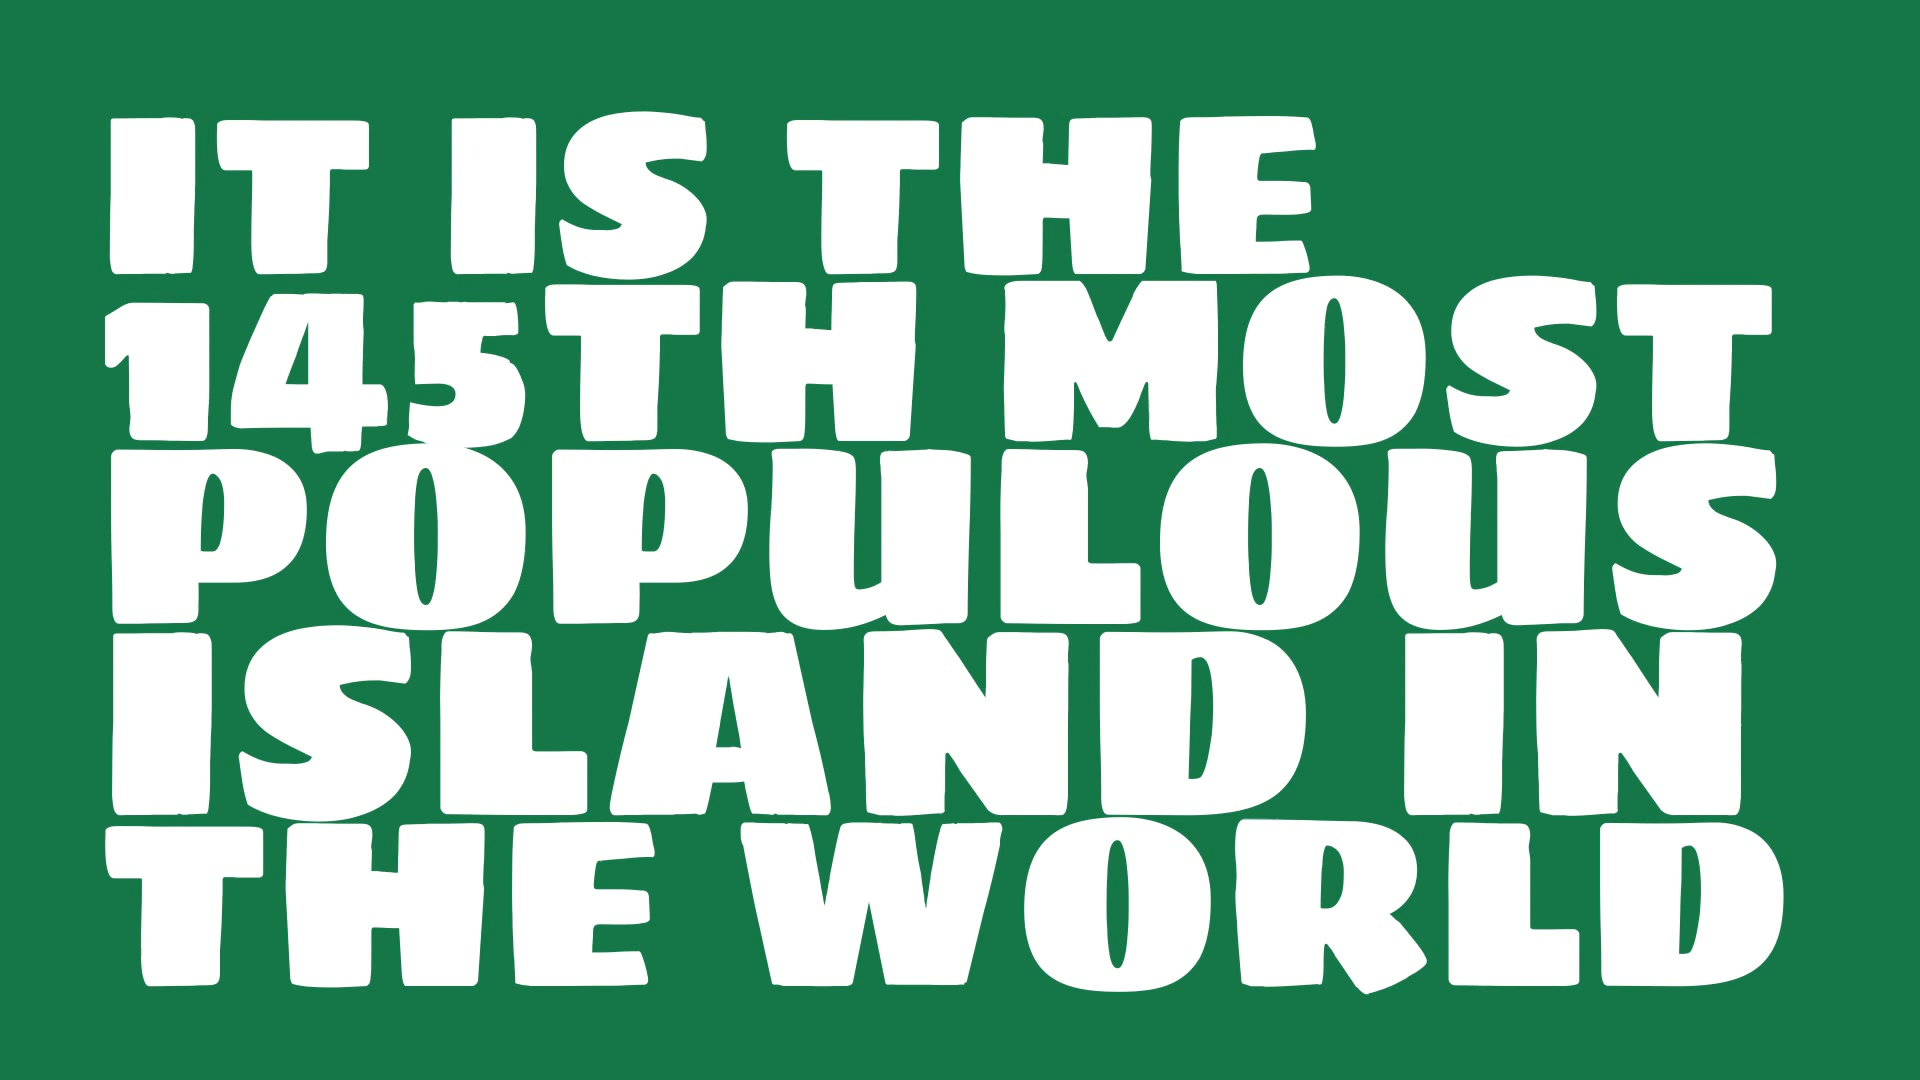 IT IS THE
145TH MOST
POPULOUS
ISLAND IN
THE WORLD